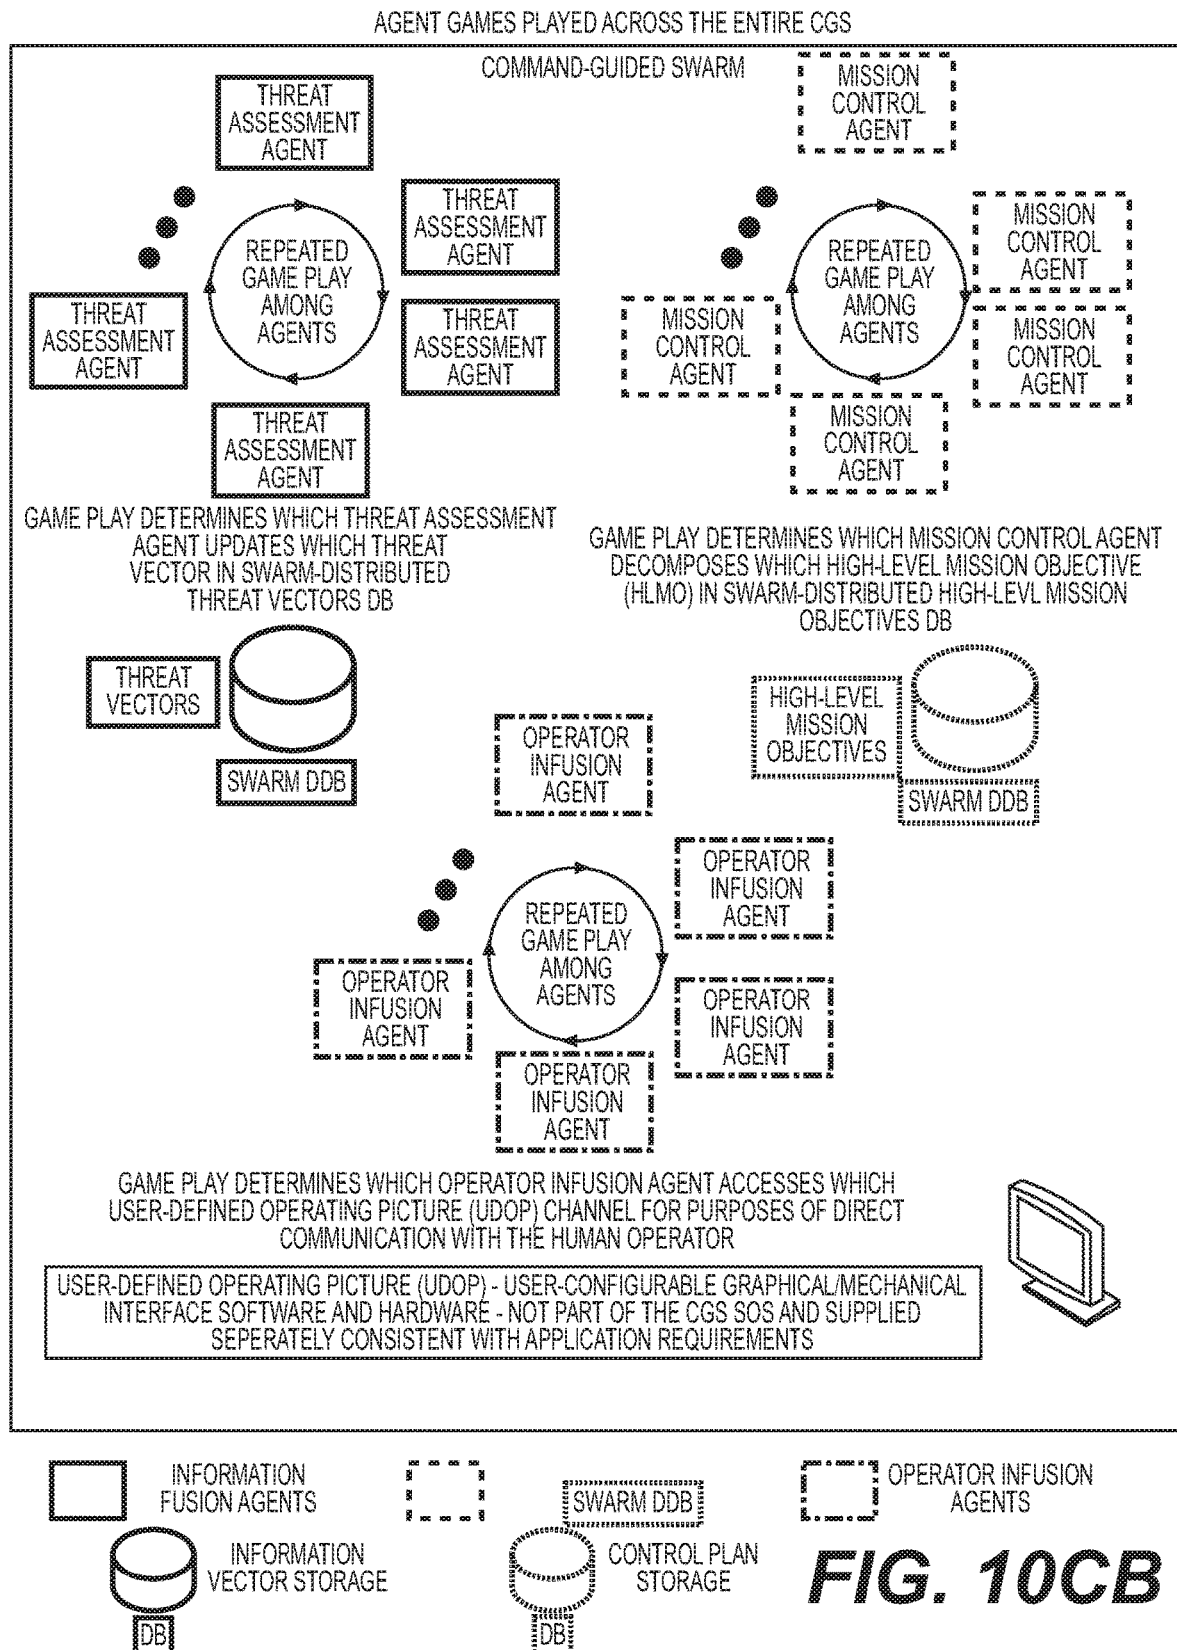 AGENT GAMES PLAYED ACROSS THE ENTIRE CGS
COMMAND-GUIDED SWARM
THREAT
ASSESSMENT
AGENT
THREAT
ASSESSMENT
AGENT
THREAT
ASSESSMENT
AGENT
THREAT
ASSESSMENT
AGENT
THREAT
ASSESSMENT
AGENT
REPEATED
GAME PLAY
AMONG
AGENTS
GAME PLAY DETERMINES WHICH THREAT ASSESSMENT
AGENT UPDATES WHICH THREAT
VECTOR IN SWARM-DISTRIBUTED
THREAT VECTORS DB
THREAT
VECTORS
SWARM DDB
MISSION
CONTROL
AGENT
MISSION
CONTROL
AGENT
MISSION
CONTROL
AGENT
MISSION
CONTROL
AGENT
MISSION
CONTROL
AGENT
REPEATED
GAME PLAY
AMONG
AGENTS
GAME PLAY DETERMINES WHICH MISSION CONTROL AGENT
DECOMPOSES WHICH HIGH-LEVEL MISSION OBJECTIVE
(HLMO) IN SWARM-DISTRIBUTED HIGH-LEVL MISSION
OBJECTIVES DB
HIGH-LEVEL
MISSION
OBJECTIVES
SWARM DDB
OPERATOR
INFUSION
AGENT
OPERATOR
INFUSION
AGENT
OPERATOR
INFUSION
AGENT
OPERATOR
INFUSION
AGENT
OPERATOR
INFUSION
AGENT
REPEATED
GAME PLAY
AMONG
AGENTS
GAME PLAY DETERMINES WHICH OPERATOR INFUSION AGENT ACCESSES WHICH
USER-DEFINED OPERATING PICTURE (UDOP) CHANNEL FOR PURPOSES OF DIRECT
COMMUNICATION WITH THE HUMAN OPERATOR
USER-DEFINED OPERATING PICTURE (UDOP) - USER-CONFIGURABLE GRAPHICAL/MECHANICAL
INTERFACE SOFTWARE AND HARDWARE - NOT PART OF THE CGS SOS AND SUPPLIED
SEPERATELY CONSISTENT WITH APPLICATION REQUIREMENTS
INFORMATION
FUSION AGENTS
SWARM DDB
OPERATOR INFUSION
AGENTS
INFORMATION
VECTOR STORAGE
DB
CONTROL PLAN
STORAGE
DB
FIG. 10CB